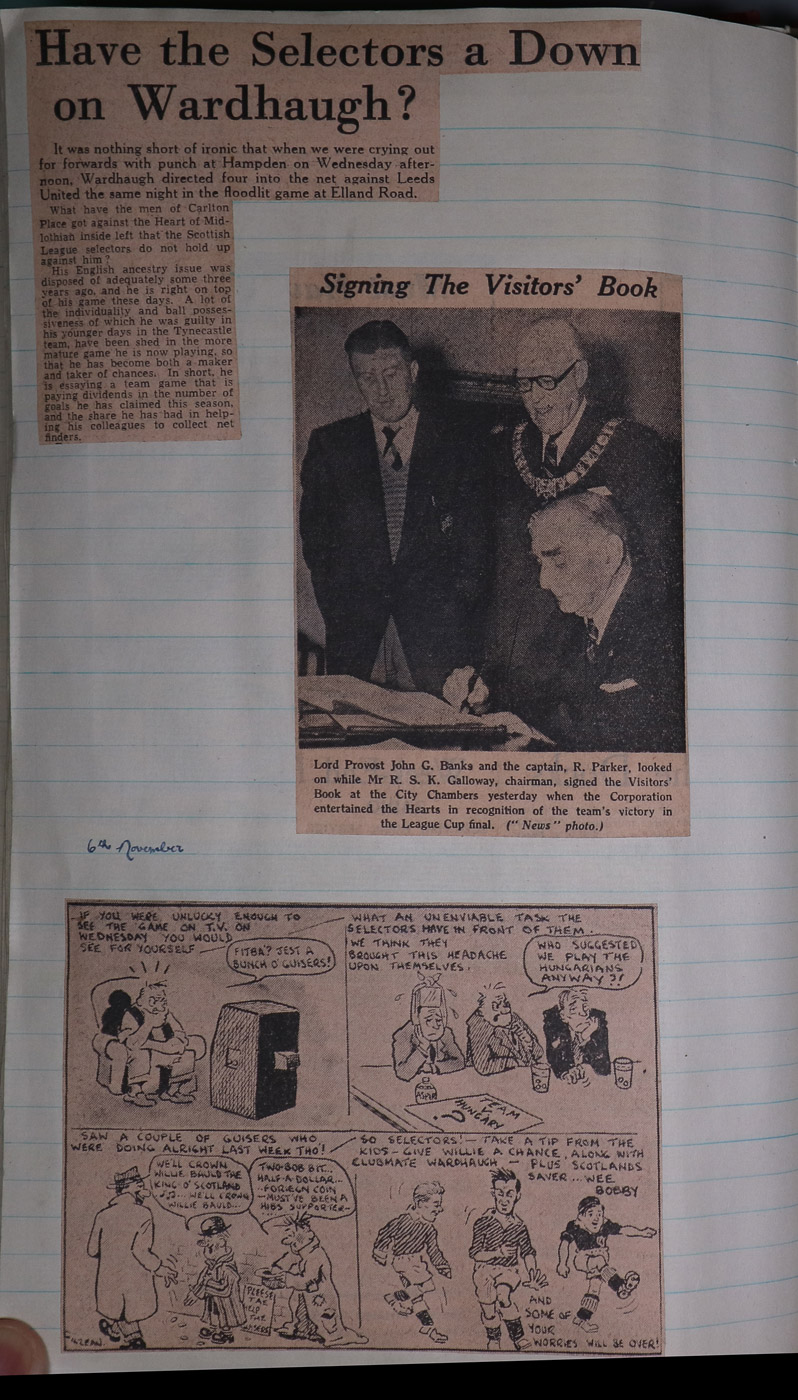 Have the Selectors a Down
on Wardhaugh?
It was nothing short of ironic that when we were crying out
for forwards with punch at Hampden on Wednesday after-
noon, Wardhaugh directed four into the net against Leeds
United the same night in the floodlit game at Elland Road.
What have the men of Carlton
Place got against the Heart of Mid-
lothian inside left that the Scottish
League selectors do not hold up
against him?
His English ancestry issue was
disposed of adequately some three
years ago, and he is right on top
of his game these days. A lot of
the individuality and ball posses-
siveness of which he was guilty in
his younger days in the Tynecastle
team, have been shed in the more
mature game he is now playing, so
that he has become both a maker
and taker of chances. In short, he
is essaying a team game that is
paying dividends in the number of
goals he has claimed this season,
and the share he has had in help-
ing his colleagues to collect net
finders.
Signing The Visitors' Book
Lord Provost John G. Banks and the captain, R. Parker, looked
on while Mr R. S. K. Galloway, chairman, signed the Visitors'
Book at the City Chambers yesterday when the Corporation
entertained the Hearts in recognition of the team's victory in
the League Cup final. ("News" photo.)
6th November
IF YOU WERE UNLUCKY ENOUGH TO
SEE THE GAME ON T.V. ON
WEDNESDAY YOU WOULD
SEE FOR YOURSELF —
FITBA? JEST A
BUNCH O' GUISERS!
WHAT AN UNENVIABLE TASK THE
SELECTORS HAVE IN FRONT OF THEM.
WE THINK THEY
BROUGHT THIS HEADACHE
UPON THEMSELVES.
WHO SUGGESTED
WE PLAY THE
HUNGARIANS
ANYWAY?!
ASPRI
TEAM
V.
HUNGARY
?
SAW A COUPLE OF GUISERS WHO
WERE DOING ALRIGHT LAST WEEK THO'!
WE'LL CROWN
WILLIE BAULD THE
KING O' SCOTLAND
♪♫... WE'LL CROWN
WILLIE BAULD...
TWO-BOB BIT...
HALF-A-DOLLAR...
..FOREIGN COIN
—MUST'VE BEEN A
HIBS SUPPORTER—
PLEESE
TAE
HELP
THE
GUISERS
SO SELECTORS!— TAKE A TIP FROM THE
KIDS — GIVE WILLIE A CHANCE, ALONG WITH
CLUBMATE WARDHAUGH — PLUS SCOTLANDS
SAVER ... WEE
BOBBY
AND
SOME OF
YOUR
WORRIES WILL BE OVER!